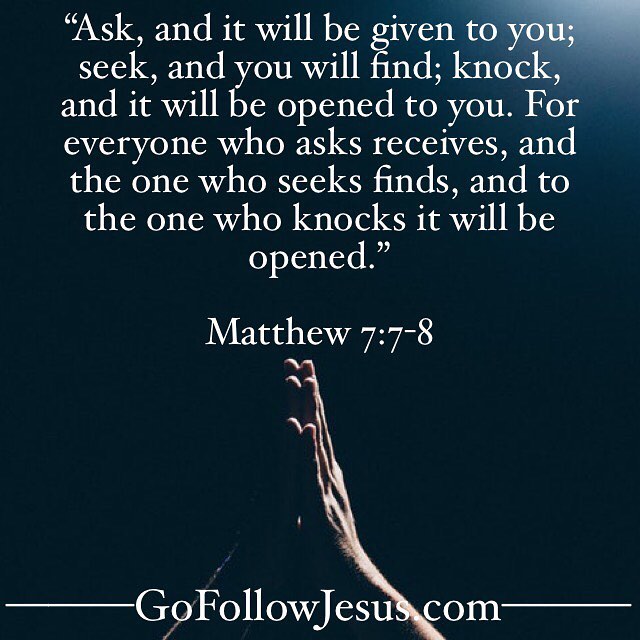 “Ask, and it will be given to you;
seek, and you will find; knock,
and it will be opened to you. For
everyone who asks receives, and
the one who seeks finds, and to
the one who knocks it will be
opened.”
Matthew 7:7-8
GoFollowJesus.com